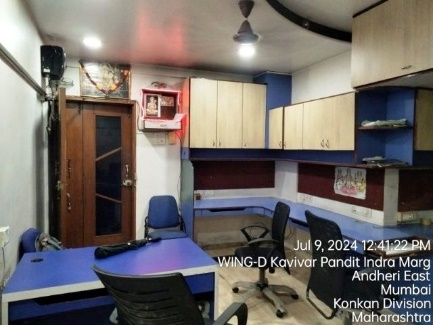 Jul 9, 2024 12:41:22 PM
WING-D Kavivar Pandit Indra Marg
Andheri East
Mumbai
Konkan Division
Maharashtra